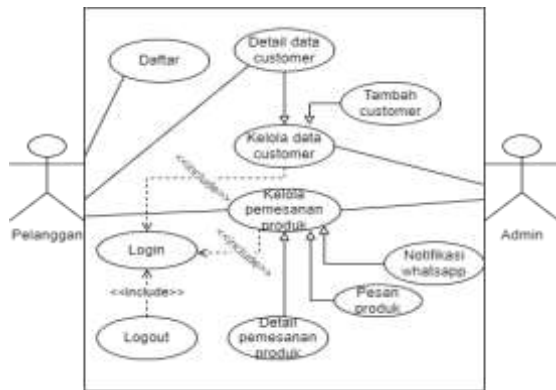 Detail data
customer
Daftar
Tambah
customer
Kelola data
customer
<<include>>
Kelola
pemesanan
produk
Pelanggan
Admin
Login
<<include>>
Notifikasi
whatsapp
<<include>>
Pesan
produk
Logout
Detail
pemesanan
produk